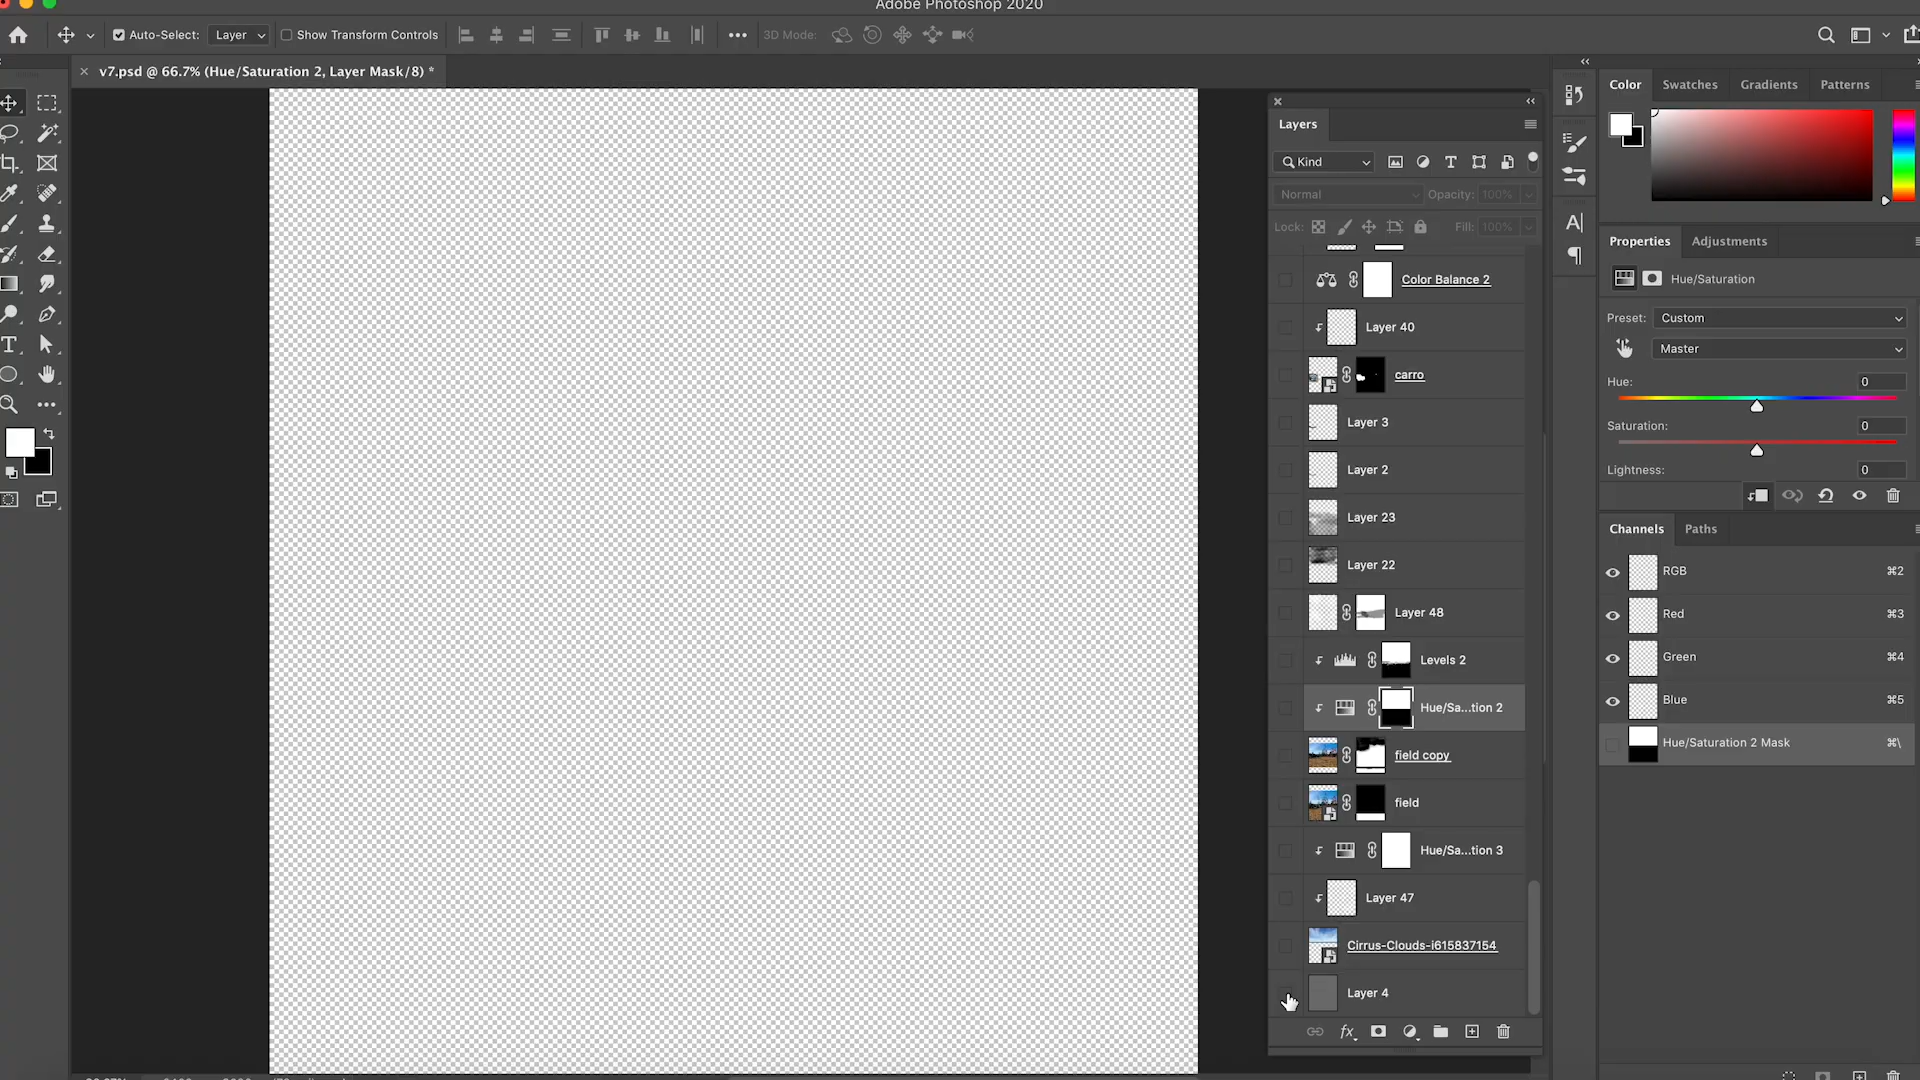 Adobe Photoshop 2020
Auto-Select: Layer Show Transform Controls 3D Mode:
v7.psd @ 66.7% (Hue/Saturation 2, Layer Mask/8) *
Layers
Kind
Normal Opacity: 100%
Lock: Fill: 100%
Color Balance 2
Layer 40
carro
Layer 3
Layer 2
Layer 23
Layer 22
Layer 48
Levels 2
Hue/Sa...tion 2
field copy
field
Hue/Sa...tion 3
Layer 47
Cirrus-Clouds-i615837154
Layer 4
fx
Color Swatches Gradients Patterns
Properties Adjustments
Hue/Saturation
Preset: Custom
Master
Hue: 0
Saturation: 0
Lightness: 0
Channels Paths
RGB ⌘2
Red ⌘3
Green ⌘4
Blue ⌘5
Hue/Saturation 2 Mask ⌘\